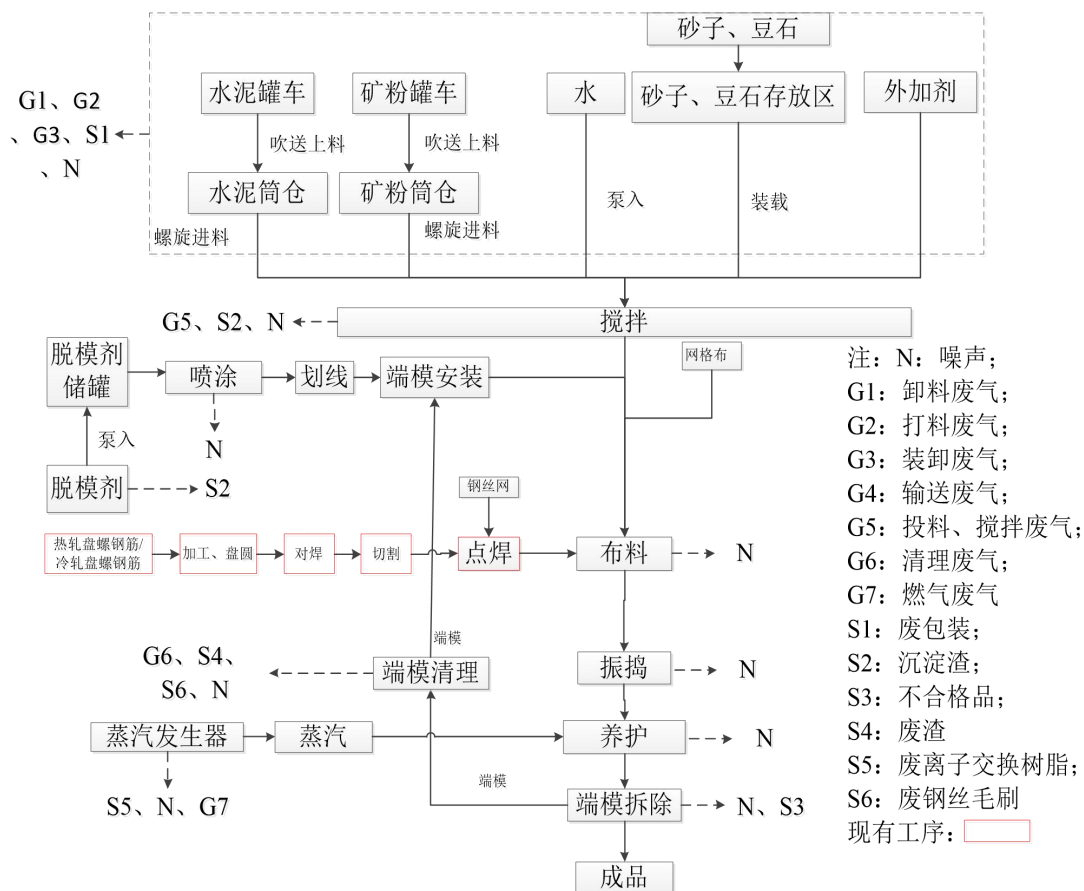 砂子、豆石
水泥罐车
矿粉罐车
水
砂子、豆石存放区
外加剂
G1、G2
、G3、S1
、N
吹送上料
吹送上料
水泥筒仓
矿粉筒仓
泵入
装载
螺旋进料
螺旋进料
G5、S2、N
搅拌
脱模剂
储罐
喷涂
划线
端模安装
网格布
N
泵入
脱模剂
S2
钢丝网
热轧盘螺钢筋/
冷轧盘螺钢筋
加工、盘圆
对焊
切割
点焊
布料
N
端模
G6、S4、
S6、N
端模清理
振捣
N
蒸汽发生器
蒸汽
养护
N
端模
S5、N、G7
端模拆除
N、S3
成品
注：N：噪声；
G1：卸料废气；
G2：打料废气；
G3：装卸废气；
G4：输送废气；
G5：投料、搅拌废气；
G6：清理废气；
G7：燃气废气
S1：废包装；
S2：沉淀渣；
S3：不合格品；
S4：废渣
S5：废离子交换树脂；
S6：废钢丝毛刷
现有工序：